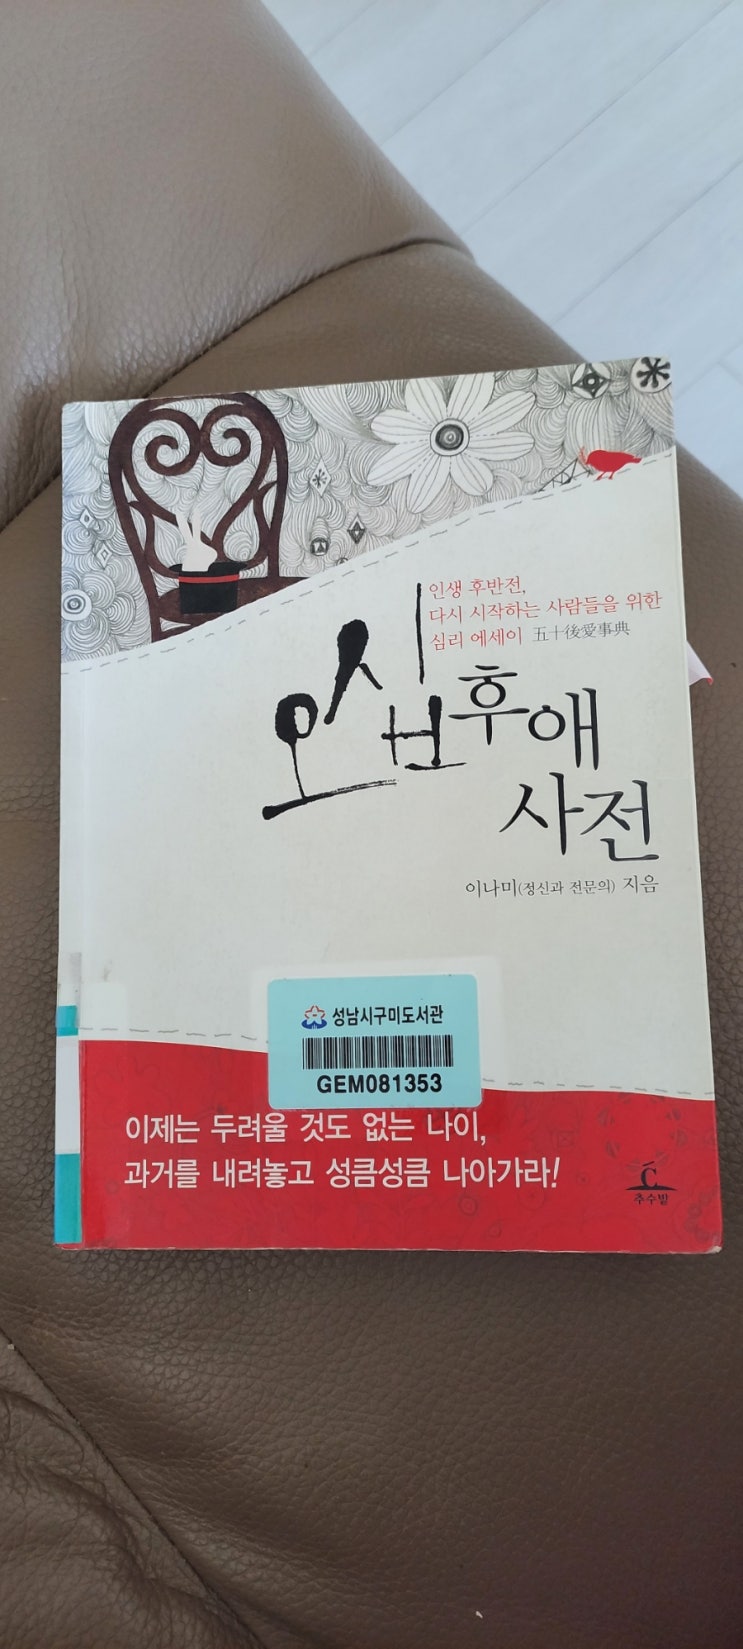 인생 후반전,
다시 시작하는 사람들을 위한
심리 에세이 五十後愛事典
오십후애
사전
이나미(정신과 전문의) 지음
성남시구미도서관
GEM081353
이제는 두려울 것도 없는 나이,
과거를 내려놓고 성큼성큼 나아가라!
C
추수밭